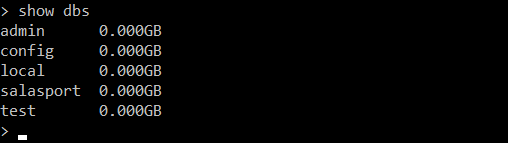 > show dbs
admin      0.000GB
config     0.000GB
local      0.000GB
salasport  0.000GB
test       0.000GB
>